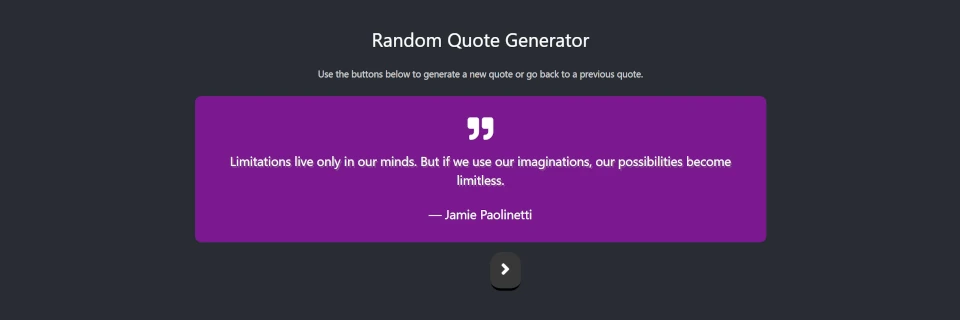 Random Quote Generator
Use the buttons below to generate a new quote or go back to a previous quote.
Limitations live only in our minds. But if we use our imaginations, our possibilities become
limitless.
— Jamie Paolinetti